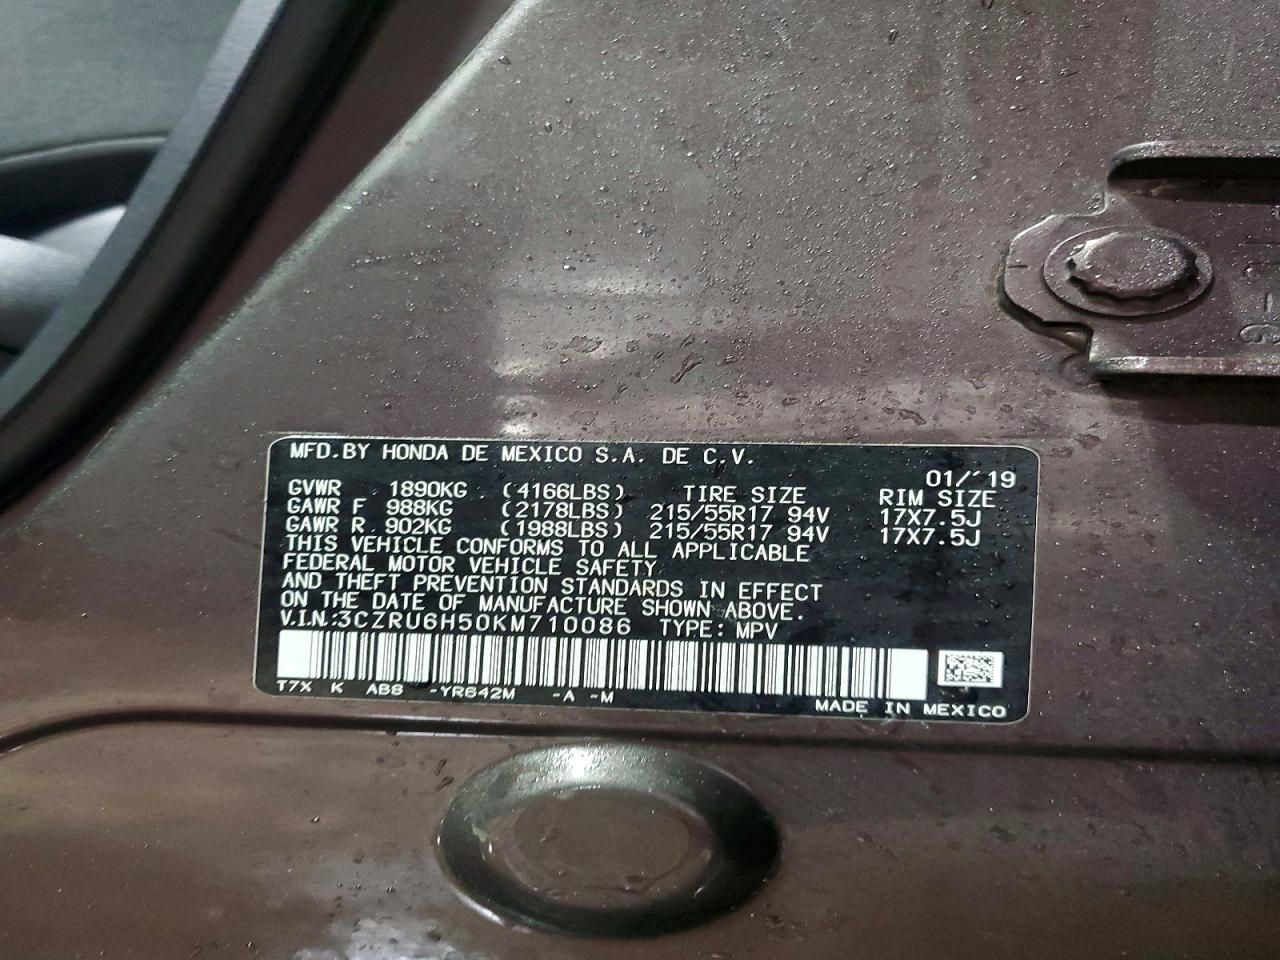 MFD.BY HONDA DE MEXICO S.A. DE C.V.
01/'19
GVWR 1890KG (4166LBS) TIRE SIZE RIM SIZE
GAWR F 988KG (2178LBS) 215/55R17 94V 17X7.5J
GAWR R 902KG (1988LBS) 215/55R17 94V 17X7.5J
THIS VEHICLE CONFORMS TO ALL APPLICABLE
FEDERAL MOTOR VEHICLE SAFETY
AND THEFT PREVENTION STANDARDS IN EFFECT
ON THE DATE OF MANUFACTURE SHOWN ABOVE.
V.I.N.:3CZRU6H50KM710086 TYPE: MPV
T7X K AB8 -YR642M -A -M
MADE IN MEXICO